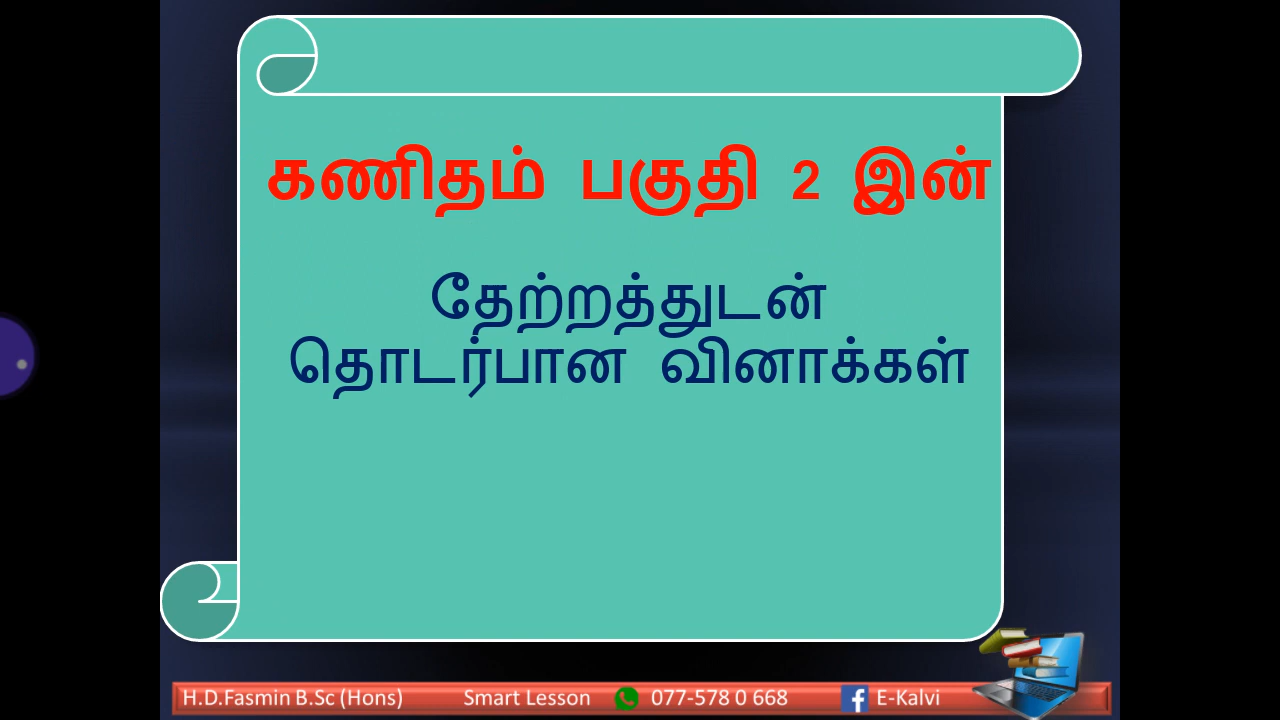 கணிதம் பகுதி 2 இன்
தேற்றத்துடன்
தொடர்பான வினாக்கள்
H.D.Fasmin B.Sc (Hons) Smart Lesson 077-578 0 668 E-Kalvi